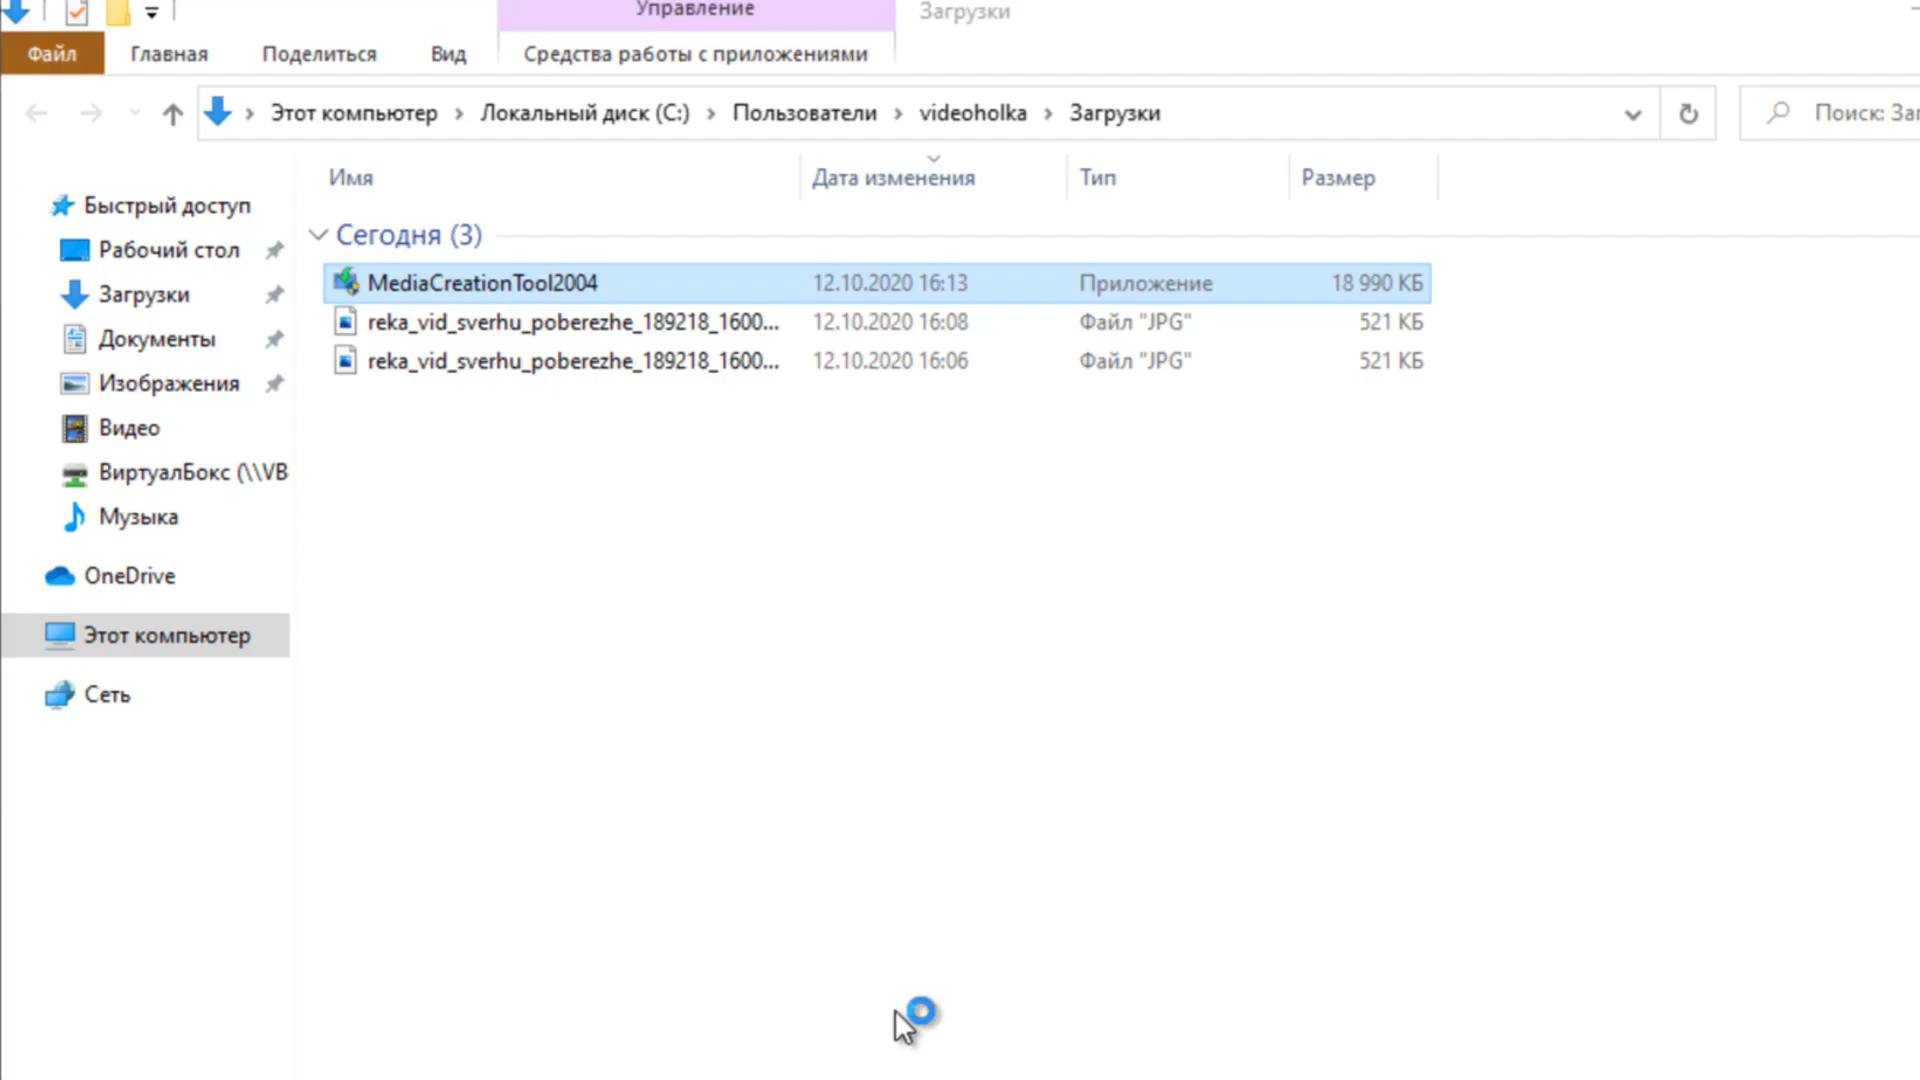 Управление
Загрузки
Файл
Главная
Поделиться
Вид
Средства работы с приложениями
Этот компьютер
Локальный диск (C:)
Пользователи
videoholka
Загрузки
Поиск: Заг
Имя
Дата изменения
Тип
Размер
Быстрый доступ
Рабочий стол
Загрузки
Документы
Изображения
Видео
ВиртуалБокс (\\VB
Музыка
OneDrive
Этот компьютер
Сеть
Сегодня (3)
MediaCreationTool2004 12.10.2020 16:13 Приложение 18 990 КБ
reka_vid_sverhu_poberezhe_189218_1600... 12.10.2020 16:08 Файл "JPG" 521 КБ
reka_vid_sverhu_poberezhe_189218_1600... 12.10.2020 16:06 Файл "JPG" 521 КБ